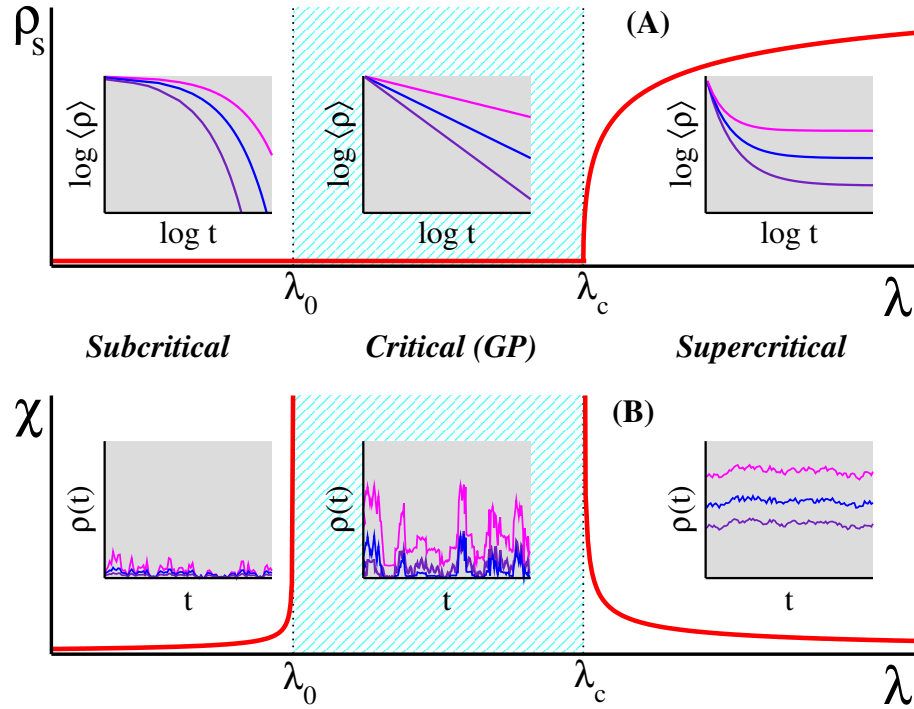 ρs
(A)
log ⟨ρ⟩
log t
log ⟨ρ⟩
log t
log ⟨ρ⟩
log t
λ0
λc
λ
Subcritical
Critical (GP)
Supercritical
χ
(B)
ρ(t)
t
ρ(t)
t
ρ(t)
t
λ0
λc
λ